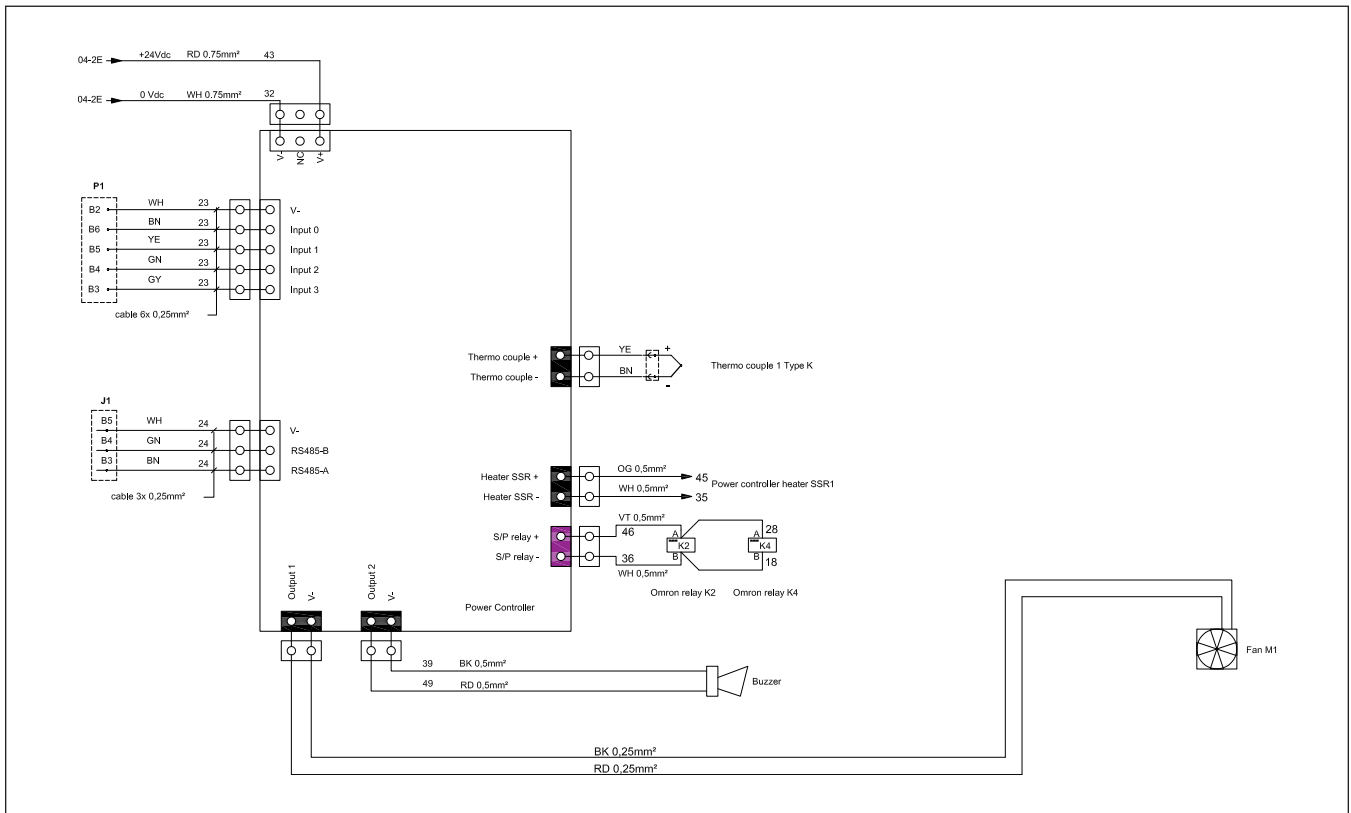 04-2E +24Vdc RD 0.75mm² 43
04-2E 0 Vdc WH 0.75mm² 32
V- NC V+
P1
B2 WH 23 V-
B6 BN 23 Input 0
B5 YE 23 Input 1
B4 GN 23 Input 2
B3 GY 23 Input 3
cable 6x 0,25mm²
Thermo couple + YE +
Thermo couple 1 Type K
Thermo couple - BN -
J1
B5 WH 24 V-
B4 GN 24 RS485-B
B3 BN 24 RS485-A
cable 3x 0,25mm²
Heater SSR + OG 0,5mm² 45
Power controller heater SSR1
Heater SSR - WH 0,5mm² 35
VT 0,5mm²
S/P relay + 46 A K2 B A K4 B 28
S/P relay - 36 18
WH 0,5mm²
Omron relay K2 Omron relay K4
Output 1 V- Output 2 V-
Power Controller
39 BK 0,5mm²
49 RD 0,5mm²
Buzzer
Fan M1
BK 0,25mm²
RD 0,25mm²